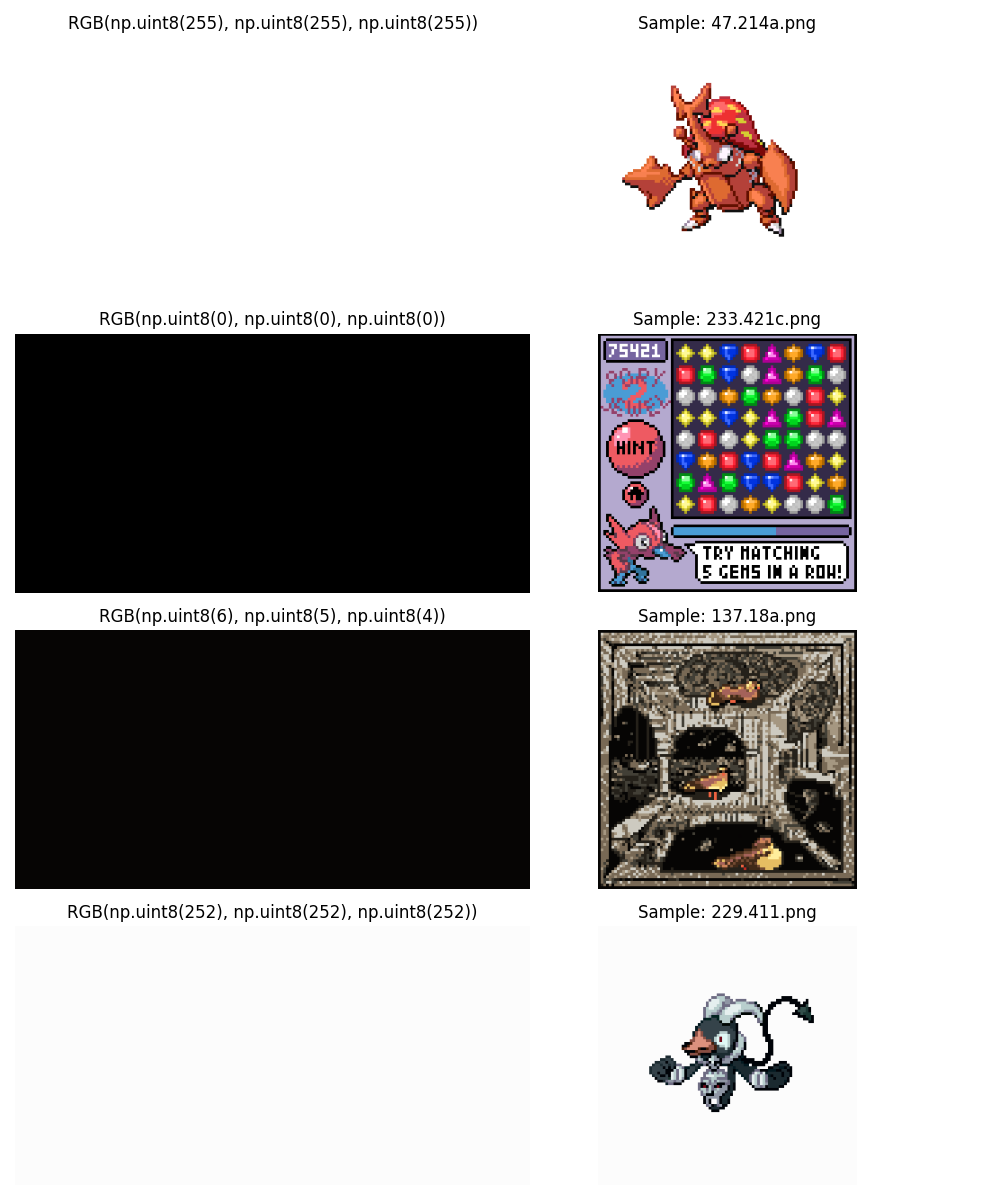 RGB(np.uint8(255), np.uint8(255), np.uint8(255))
Sample: 47.214a.png
RGB(np.uint8(0), np.uint8(0), np.uint8(0))
Sample: 233.421c.png
75421
2
HINT
TRY MATCHING
5 GEMS IN A ROW!
RGB(np.uint8(6), np.uint8(5), np.uint8(4))
Sample: 137.18a.png
RGB(np.uint8(252), np.uint8(252), np.uint8(252))
Sample: 229.411.png